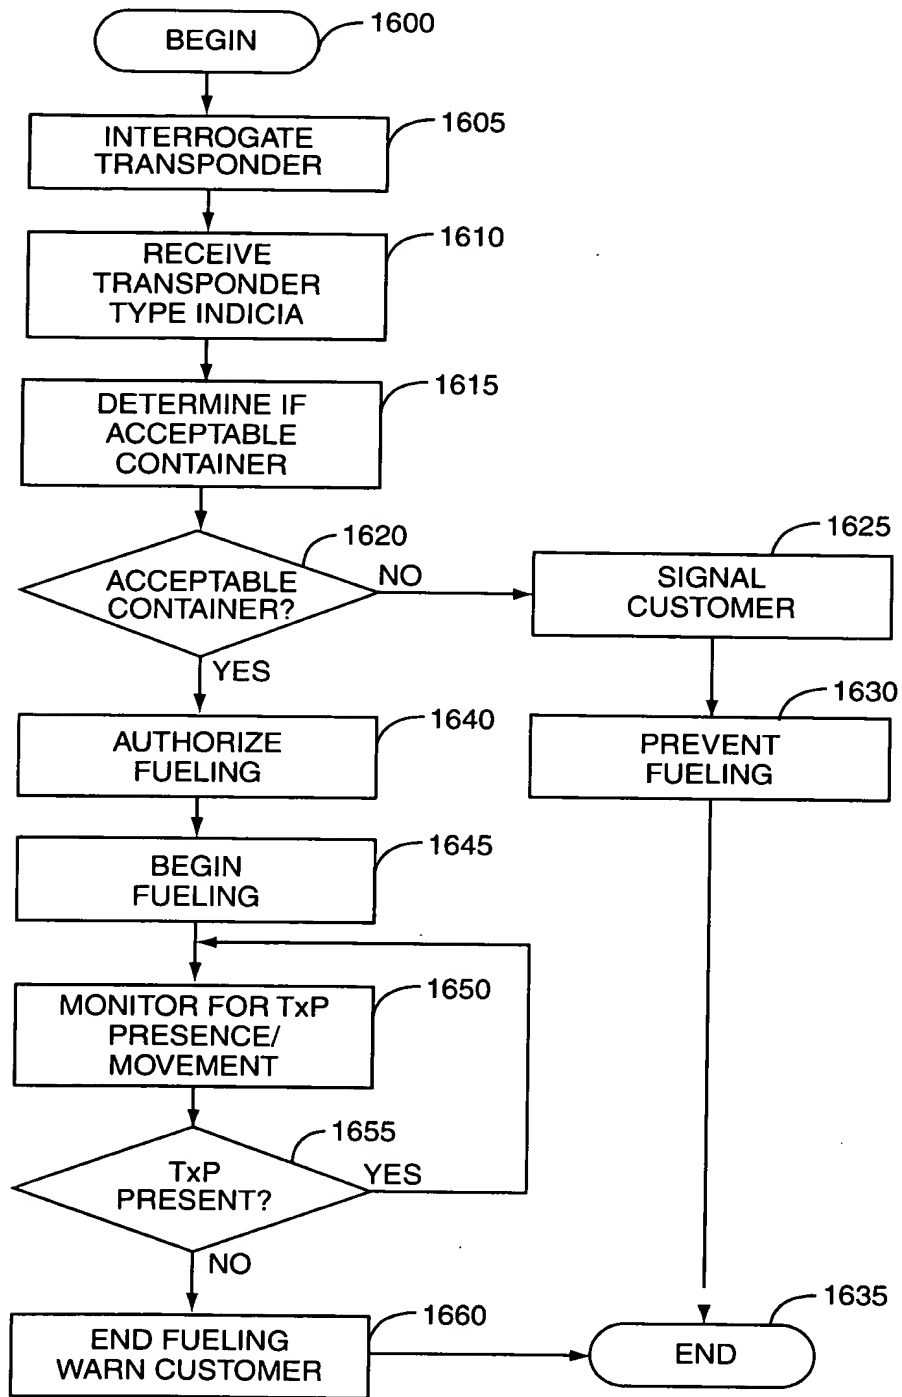 BEGIN
1600
INTERROGATE
TRANSPONDER
1605
RECEIVE
TRANSPONDER
TYPE INDICIA
1610
DETERMINE IF
ACCEPTABLE
CONTAINER
1615
ACCEPTABLE
CONTAINER?
1620
NO
YES
SIGNAL
CUSTOMER
1625
PREVENT
FUELING
1630
AUTHORIZE
FUELING
1640
BEGIN
FUELING
1645
MONITOR FOR TxP
PRESENCE/
MOVEMENT
1650
TxP
PRESENT?
1655
YES
NO
END FUELING
WARN CUSTOMER
1660
END
1635